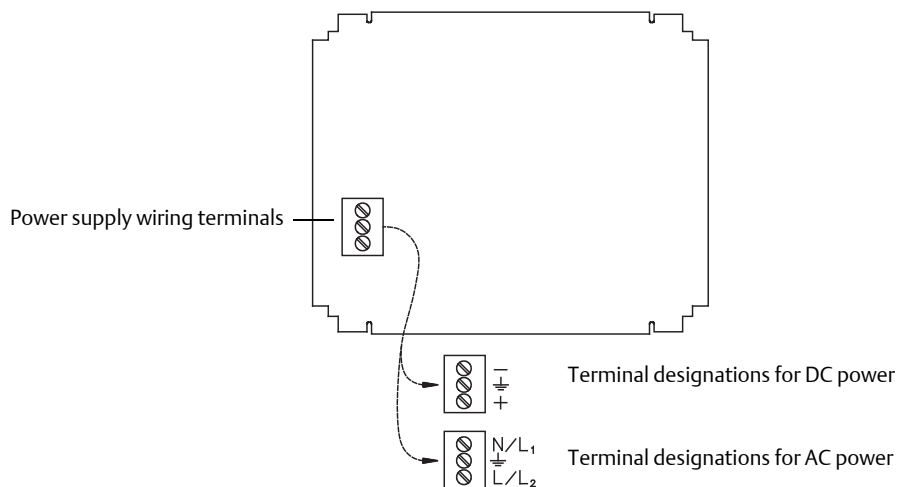 Power supply wiring terminals
−
+
Terminal designations for DC power
N/L₁
L/L₂
Terminal designations for AC power